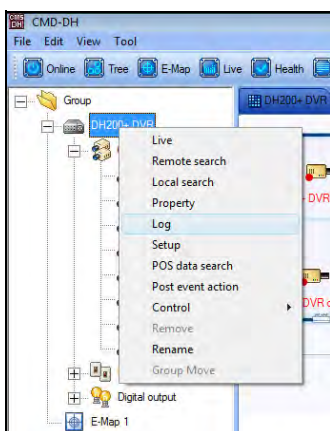 CMS DH CMD-DH
File Edit View Tool
Online Tree E-Map Live Health
Group
DH200+ DVR
DH200+ DVR
Live
Remote search
Local search
Property
Log
Setup
POS data search
Post event action
Control
Remove
Rename
Group Move
DVR
DVR
Digital output
E-Map 1